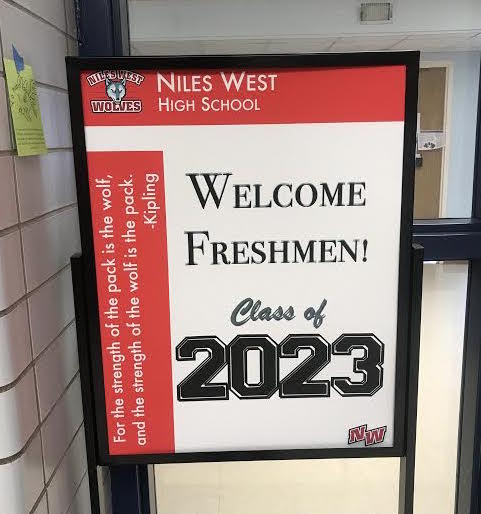 NILES WEST
WOLVES
NILES WEST
HIGH SCHOOL
For the strength of the pack is the wolf,
and the strength of the wolf is the pack.
-Kipling
WELCOME
FRESHMEN!
Class of
2023
NW